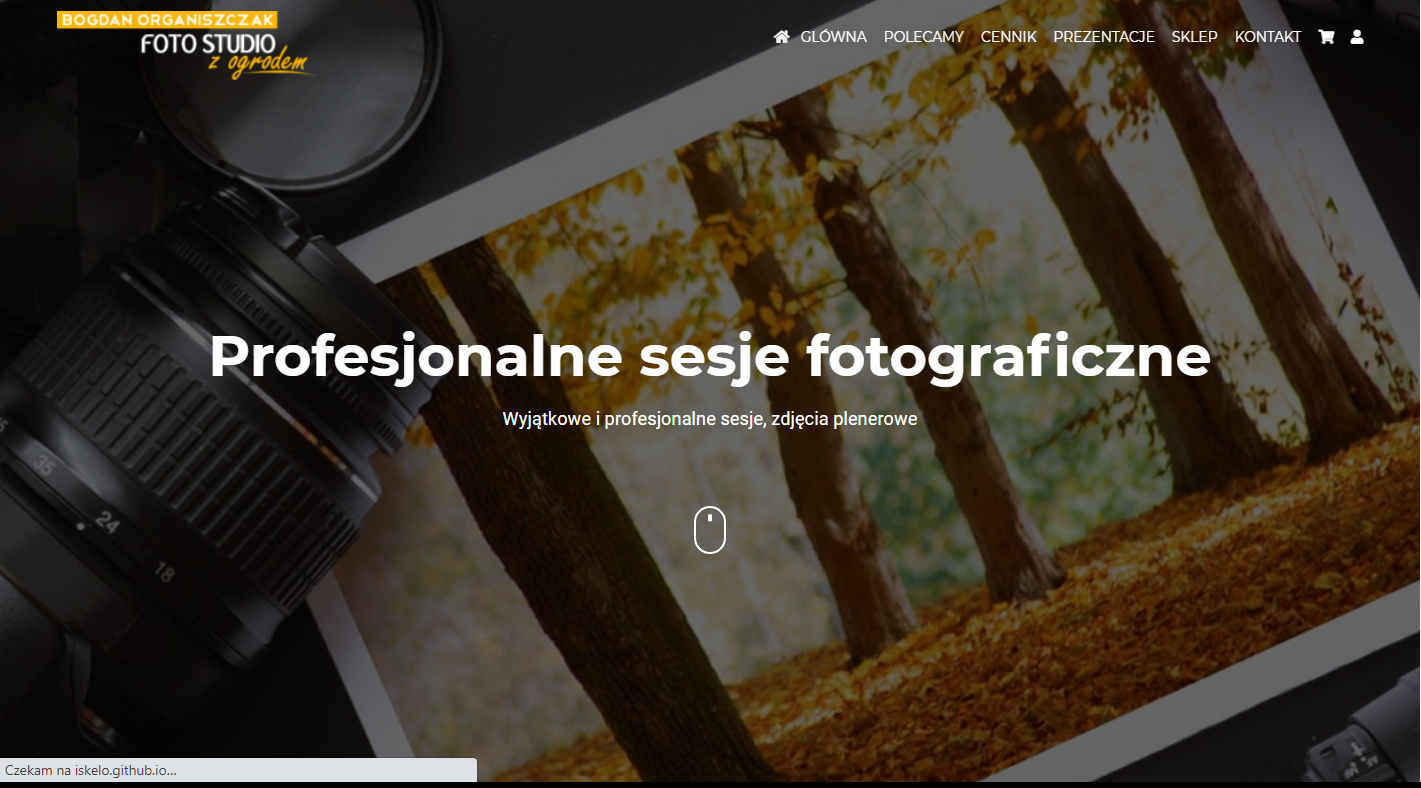 BOGDAN ORGANISZCZAK
FOTO STUDIO
z ogrodem
GLÓWNA POLECAMY CENNIK PREZENTACJE SKLEP KONTAKT
Profesjonalne sesje fotograficzne
Wyjątkowe i profesjonalne sesje, zdjęcia plenerowe
35
24
18
Czekam na iskelo.github.io...